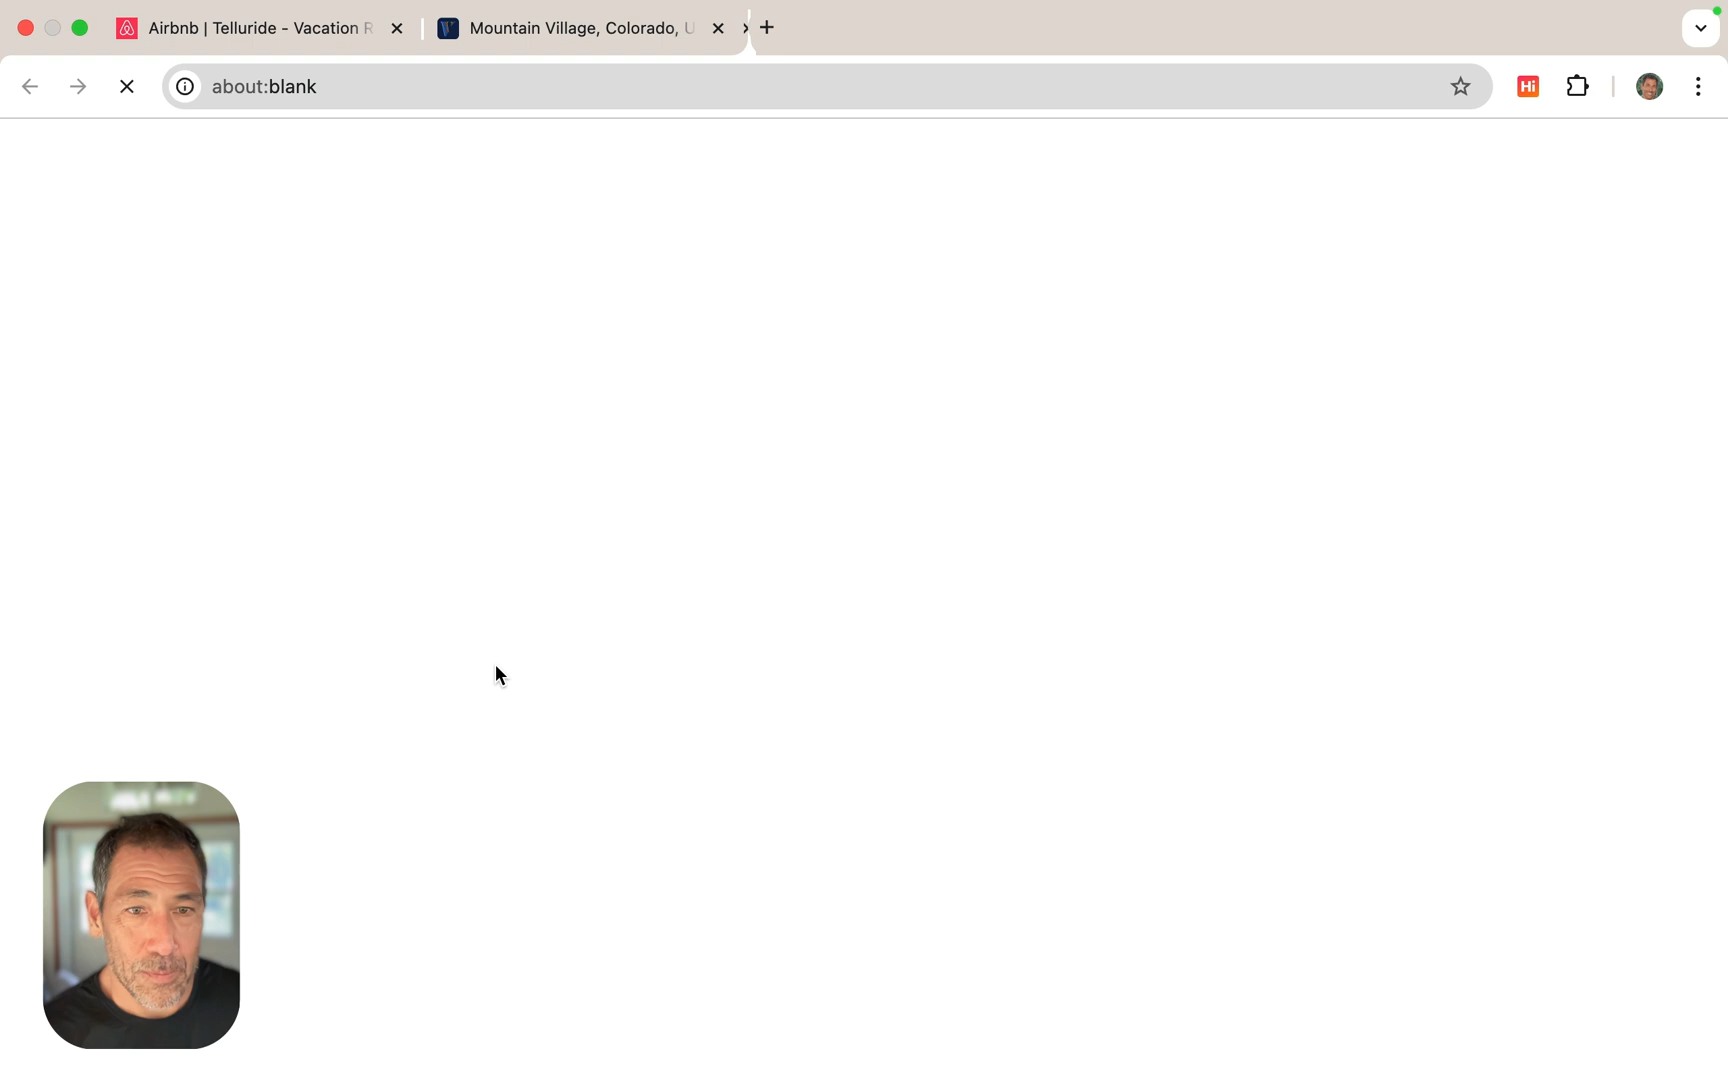 Airbnb | Telluride - Vacation R
Mountain Village, Colorado, U
about:blank
Hi